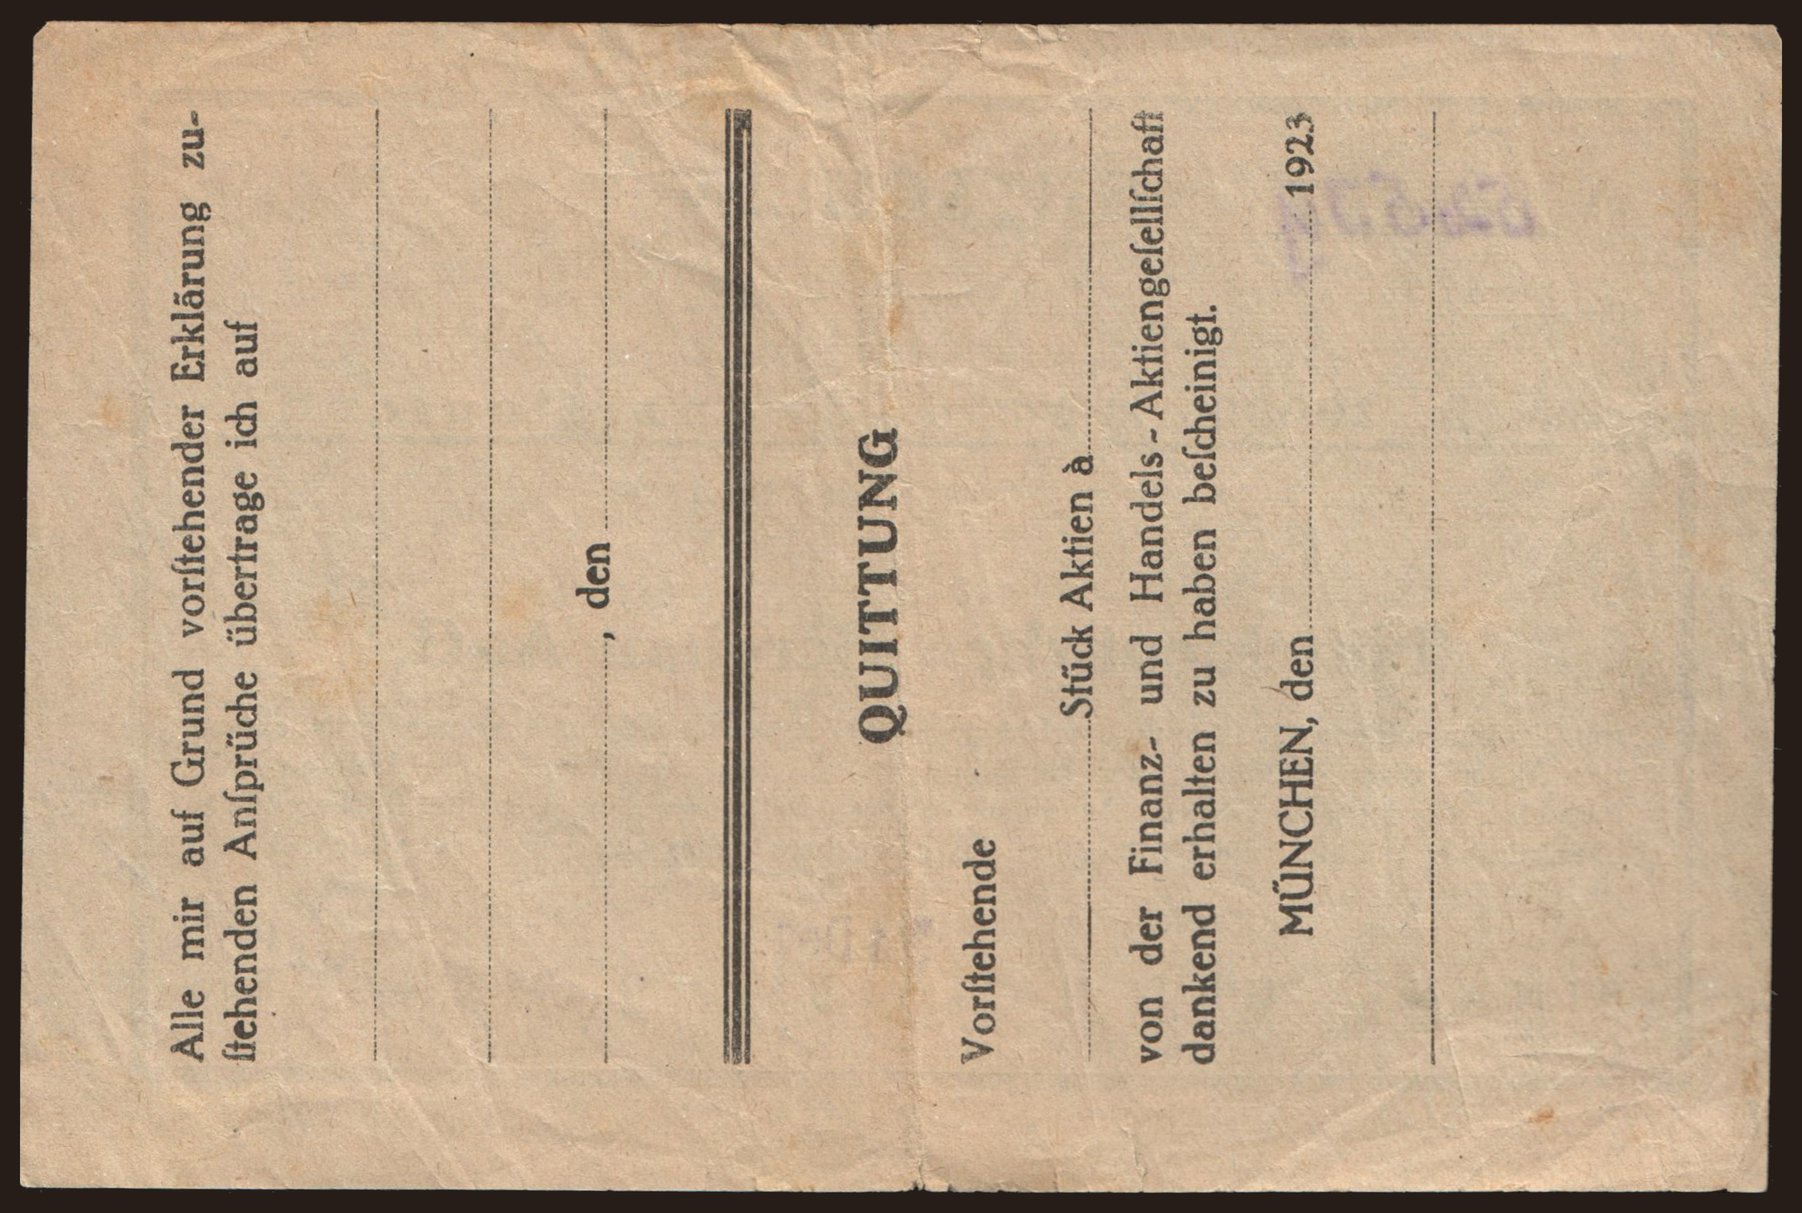 Alle mir auf Grund vorſtehender Erklärung zu-
ſtehenden Anſprüche übertrage ich auf
, den
QUITTUNG
Vorſtehende
Stück Aktien à
von der Finanz- und Handels-Aktiengeſellſchaft
dankend erhalten zu haben beſcheinigt.
MÜNCHEN, den 1923